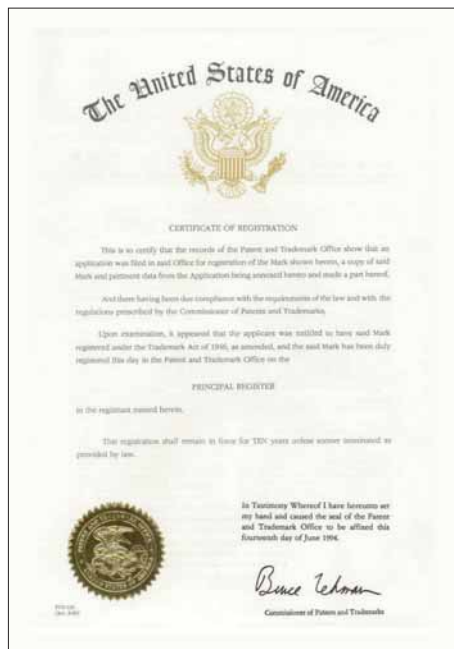 The United States of America
CERTIFICATE OF REGISTRATION
This is to certify that the records of the Patent and Trademark Office show that an
application was filed in said Office for registration of the Mark shown herein, a copy of said
Mark and pertinent data from the Application being annexed hereto and made a part hereof,
And there having been due compliance with the requirements of the law and with the
regulations prescribed by the Commissioner of Patents and Trademarks,
Upon examination, it appeared that the applicant was entitled to have said Mark
registered under the Trademark Act of 1946, as amended, and the said Mark has been duly
registered this day in the Patent and Trademark Office on the
PRINCIPAL REGISTER
to the registrant named herein.
This registration shall remain in force for TEN years unless sooner terminated as
provided by law.
In Testimony Whereof I have hereunto set
my hand and caused the seal of the Patent
and Trademark Office to be affixed this
fourteenth day of June 1994.
Bruce Lehman
Commissioner of Patents and Trademarks